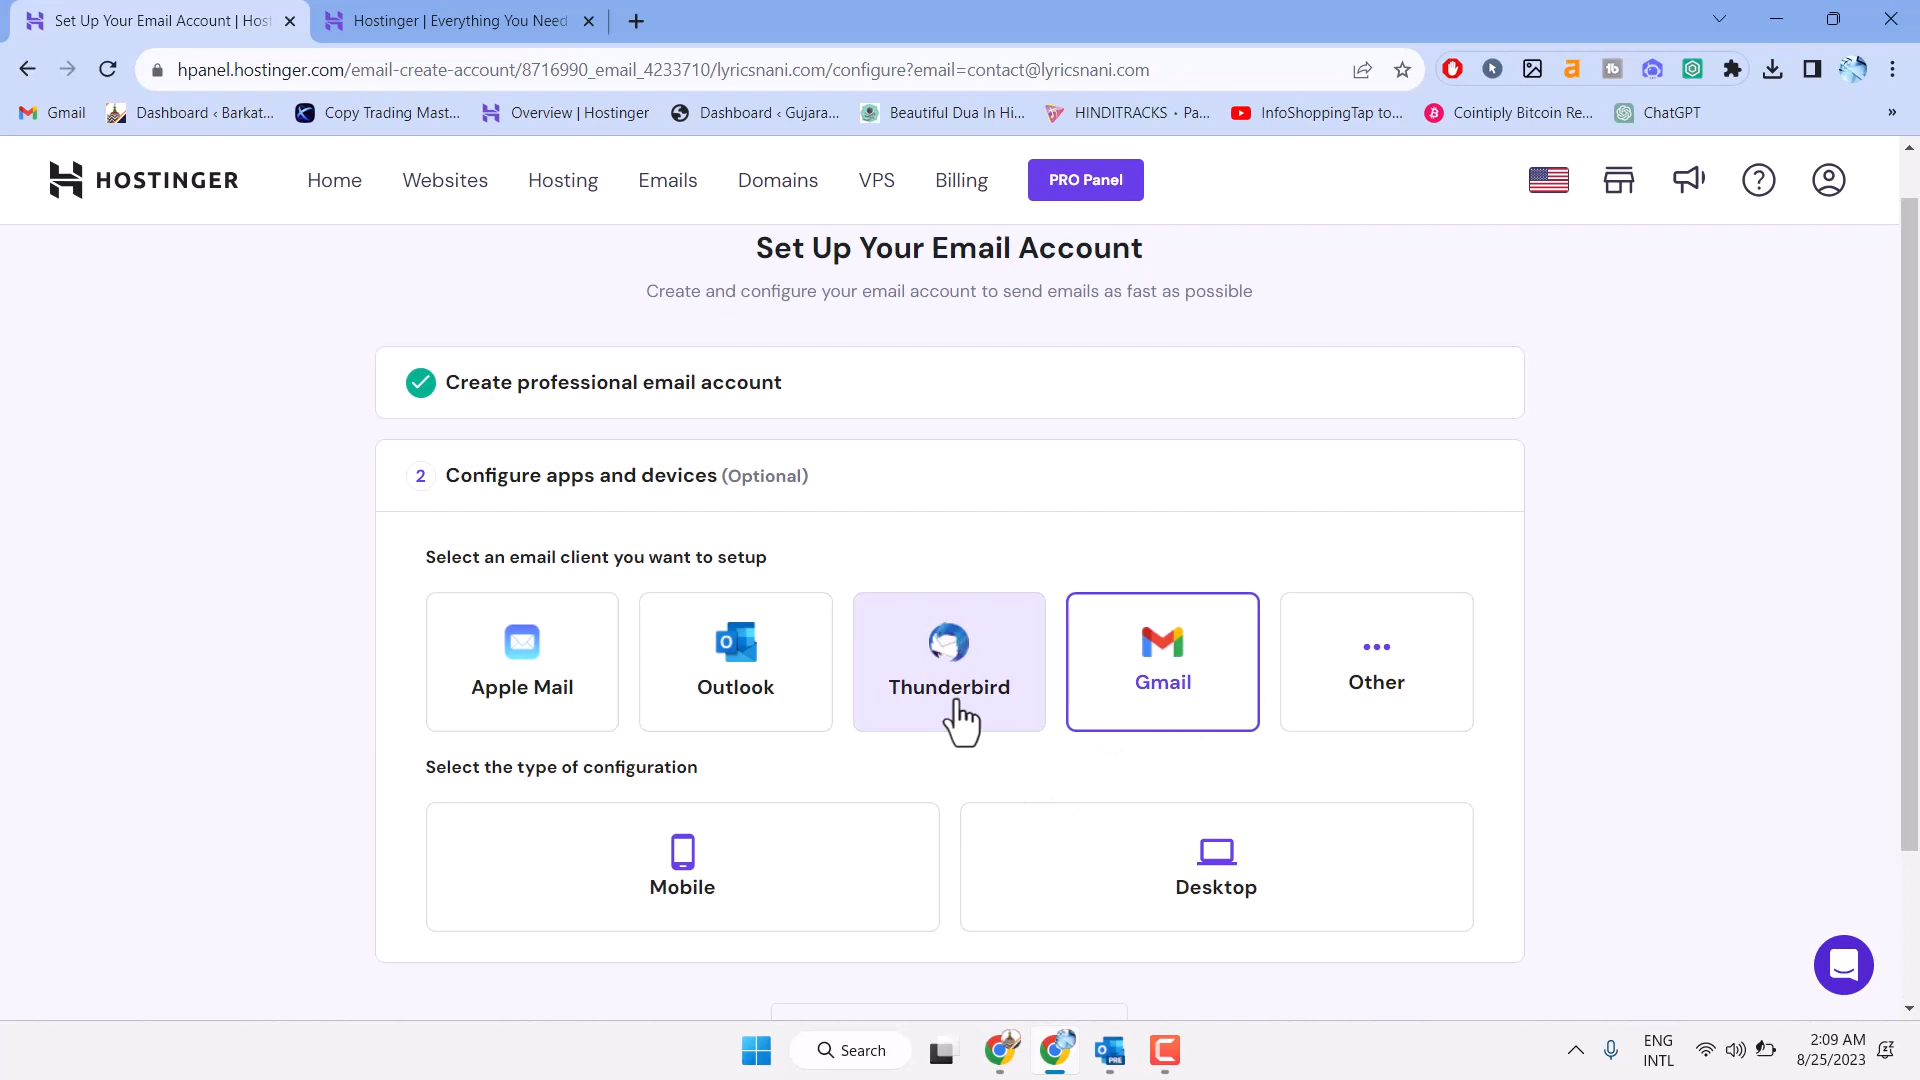 Set Up Your Email Account | Host
Hostinger | Everything You Need
hpanel.hostinger.com/email-create-account/8716990_email_4233710/lyricsnani.com/configure?email=contact@lyricsnani.com
Gmail
Dashboard ‹ Barkat...
Copy Trading Mast...
Overview | Hostinger
Dashboard ‹ Gujara...
Beautiful Dua In Hi...
HINDITRACKS • Pa...
InfoShoppingTap to...
Cointiply Bitcoin Re...
ChatGPT
»
HOSTINGER
Home
Websites
Hosting
Emails
Domains
VPS
Billing
PRO Panel
Set Up Your Email Account
Create and configure your email account to send emails as fast as possible
Create professional email account
2 Configure apps and devices (Optional)
Select an email client you want to setup
Apple Mail
Outlook
Thunderbird
Gmail
Other
Select the type of configuration
Mobile
Desktop
Search
PRE
ENG
INTL
2:09 AM
8/25/2023